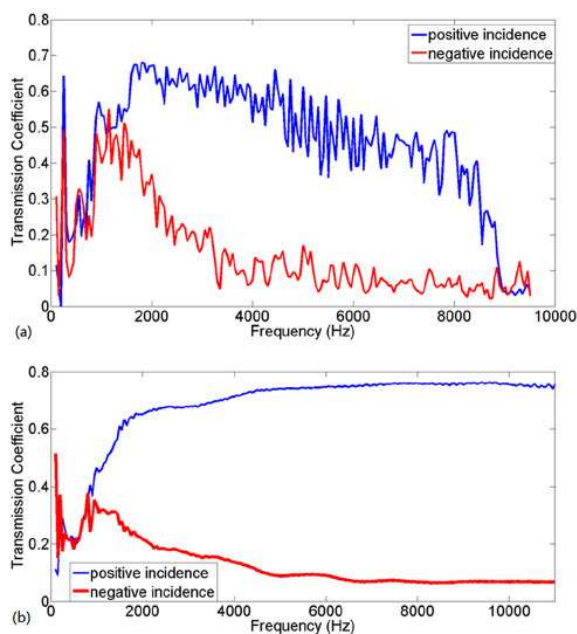 0.8
0.7
0.6
0.5
0.4
0.3
0.2
0.1
0
Transmission Coefficient
positive incidence
negative incidence
0 2000 4000 6000 8000 10000
Frequency (Hz)
(a)
0.8
0.6
0.4
0.2
0
Transmission Coefficient
positive incidence
negative incidence
0 2000 4000 6000 8000 10000
Frequency (Hz)
(b)